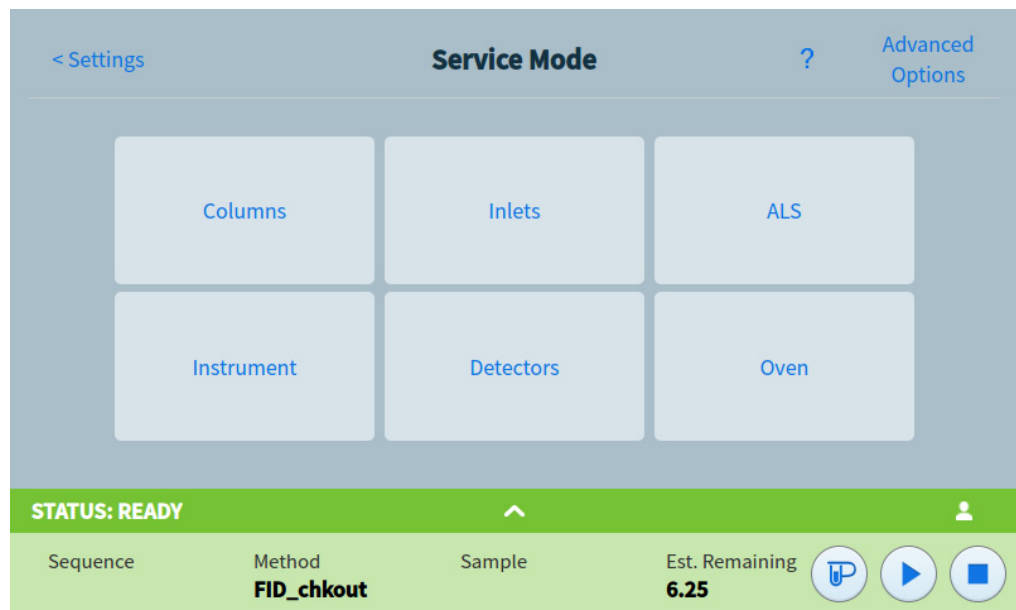 < Settings
Service Mode
?
Advanced
Options
Columns
Inlets
ALS
Instrument
Detectors
Oven
STATUS: READY
Sequence
Method
Sample
Est. Remaining
FID_chkout
6.25